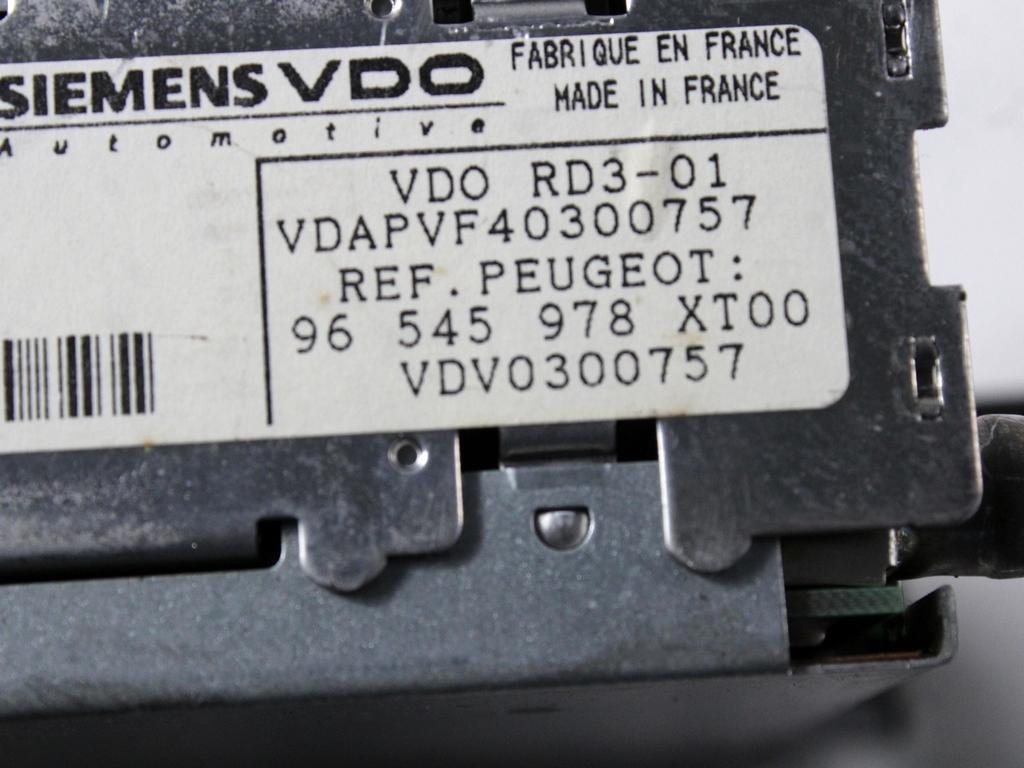 SIEMENS VDO
Automotive
FABRIQUE EN FRANCE
MADE IN FRANCE
VDO RD3-01
VDAPVF40300757
REF. PEUGEOT:
96 545 978 XT00
VDV0300757